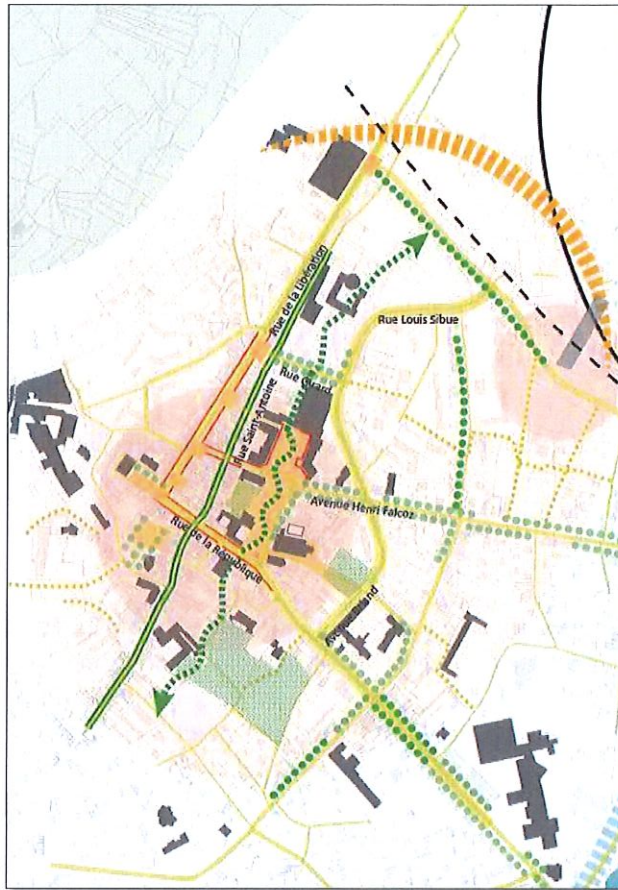 Rue de la Libération
Rue Louis Sibue
Rue Girard
Rue Saint-Antoine
Avenue Henri Falcoz
Rue de la République